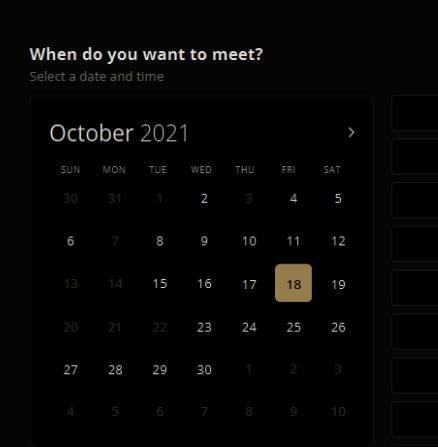 When do you want to meet?
Select a date and time
October 2021 >
SUN MON TUE WED THU FRI SAT
30 31 1 2 3 4 5
6 7 8 9 10 11 12
13 14 15 16 17 18 19
20 21 22 23 24 25 26
27 28 29 30 1 2 3
4 5 6 7 8 9 10